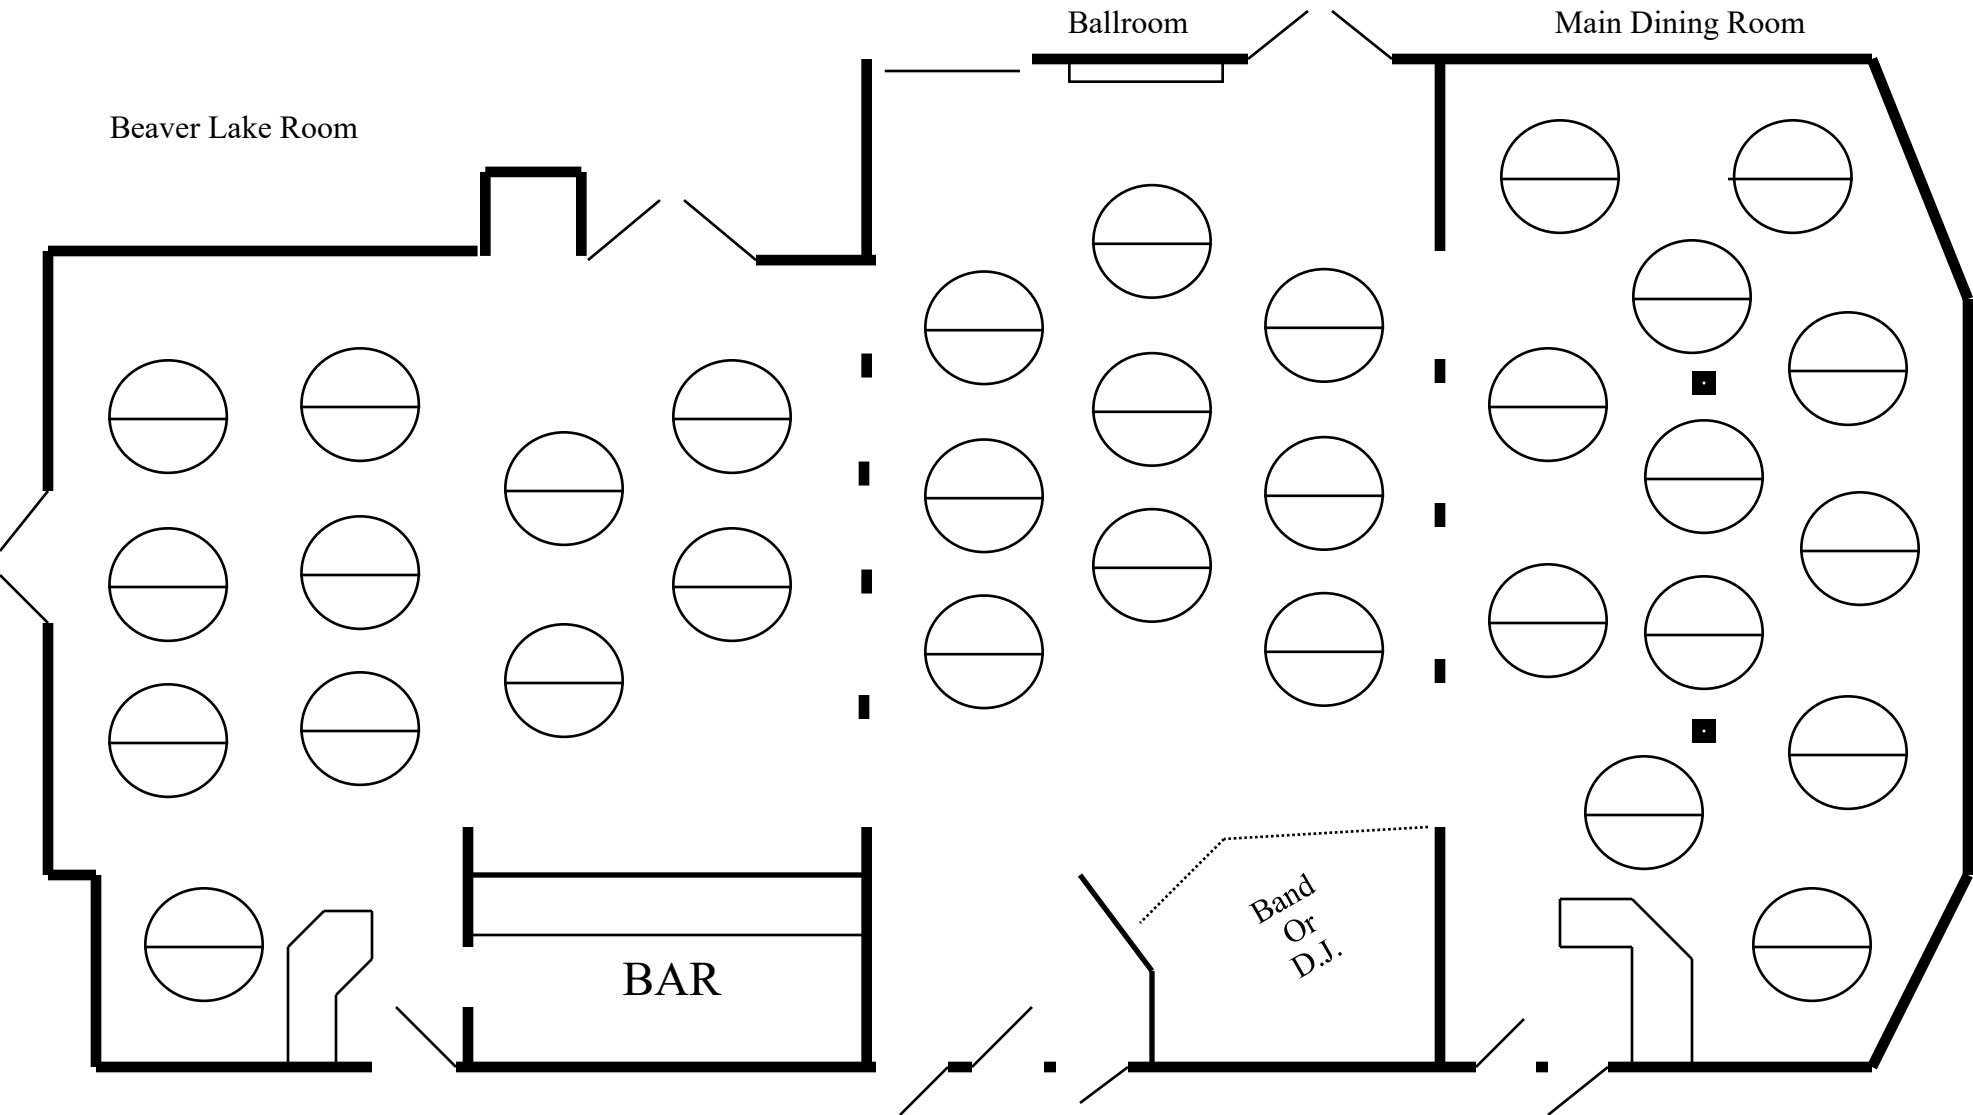 Ballroom
Main Dining Room
Beaver Lake Room
Band
Or
D.J.
BAR